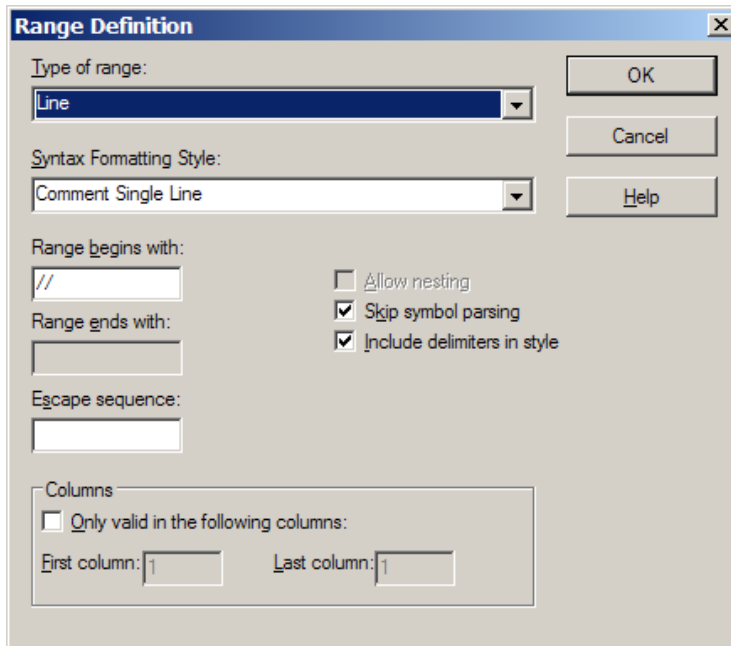 Range Definition
Type of range:
Line
OK
Cancel
Syntax Formatting Style:
Comment Single Line
Help
Range begins with:
//
Allow nesting
Skip symbol parsing
Include delimiters in style
Range ends with:
Escape sequence:
Columns
Only valid in the following columns:
First column: 1
Last column: 1